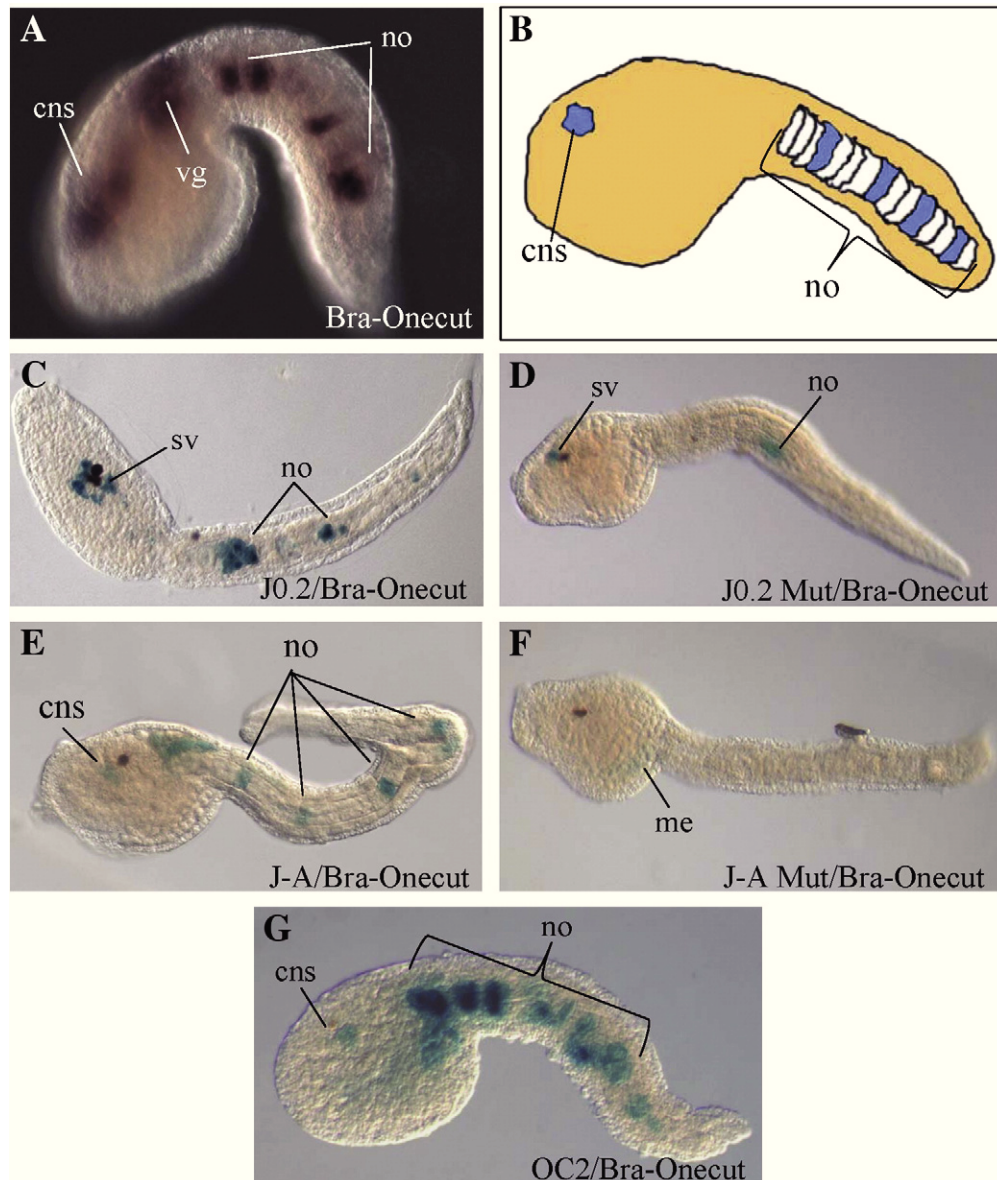 A
no
cns
vg
Bra-Onecut
B
cns
no
C
sv
no
J0.2/Bra-Onecut
D
sv
no
J0.2 Mut/Bra-Onecut
E
no
cns
J-A/Bra-Onecut
F
me
J-A Mut/Bra-Onecut
G
no
cns
OC2/Bra-Onecut